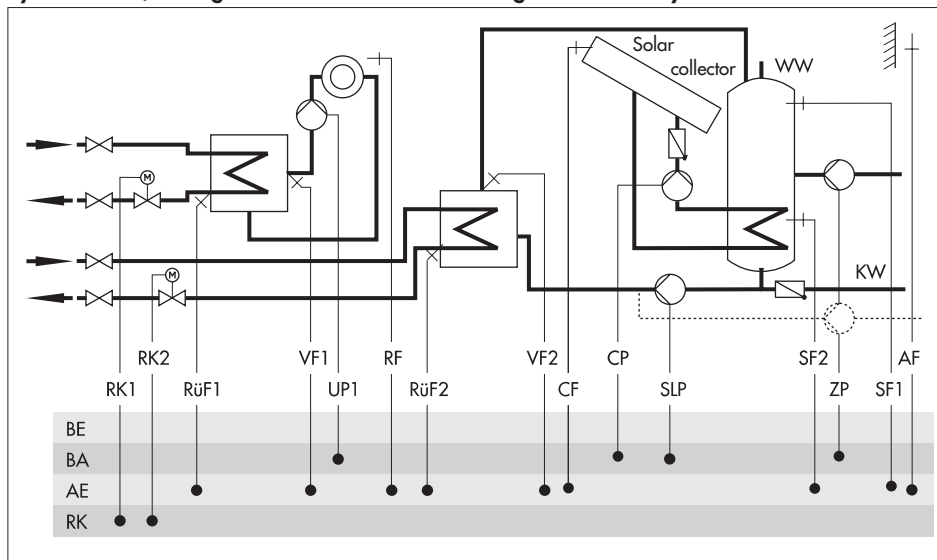 Solar
collector
WW
M
M
KW
RK2 VF1 RF VF2 CP SF2 AF
RK1 RüF1 UP1 RüF2 CF SLP ZP SF1
BE
BA
AE
RK